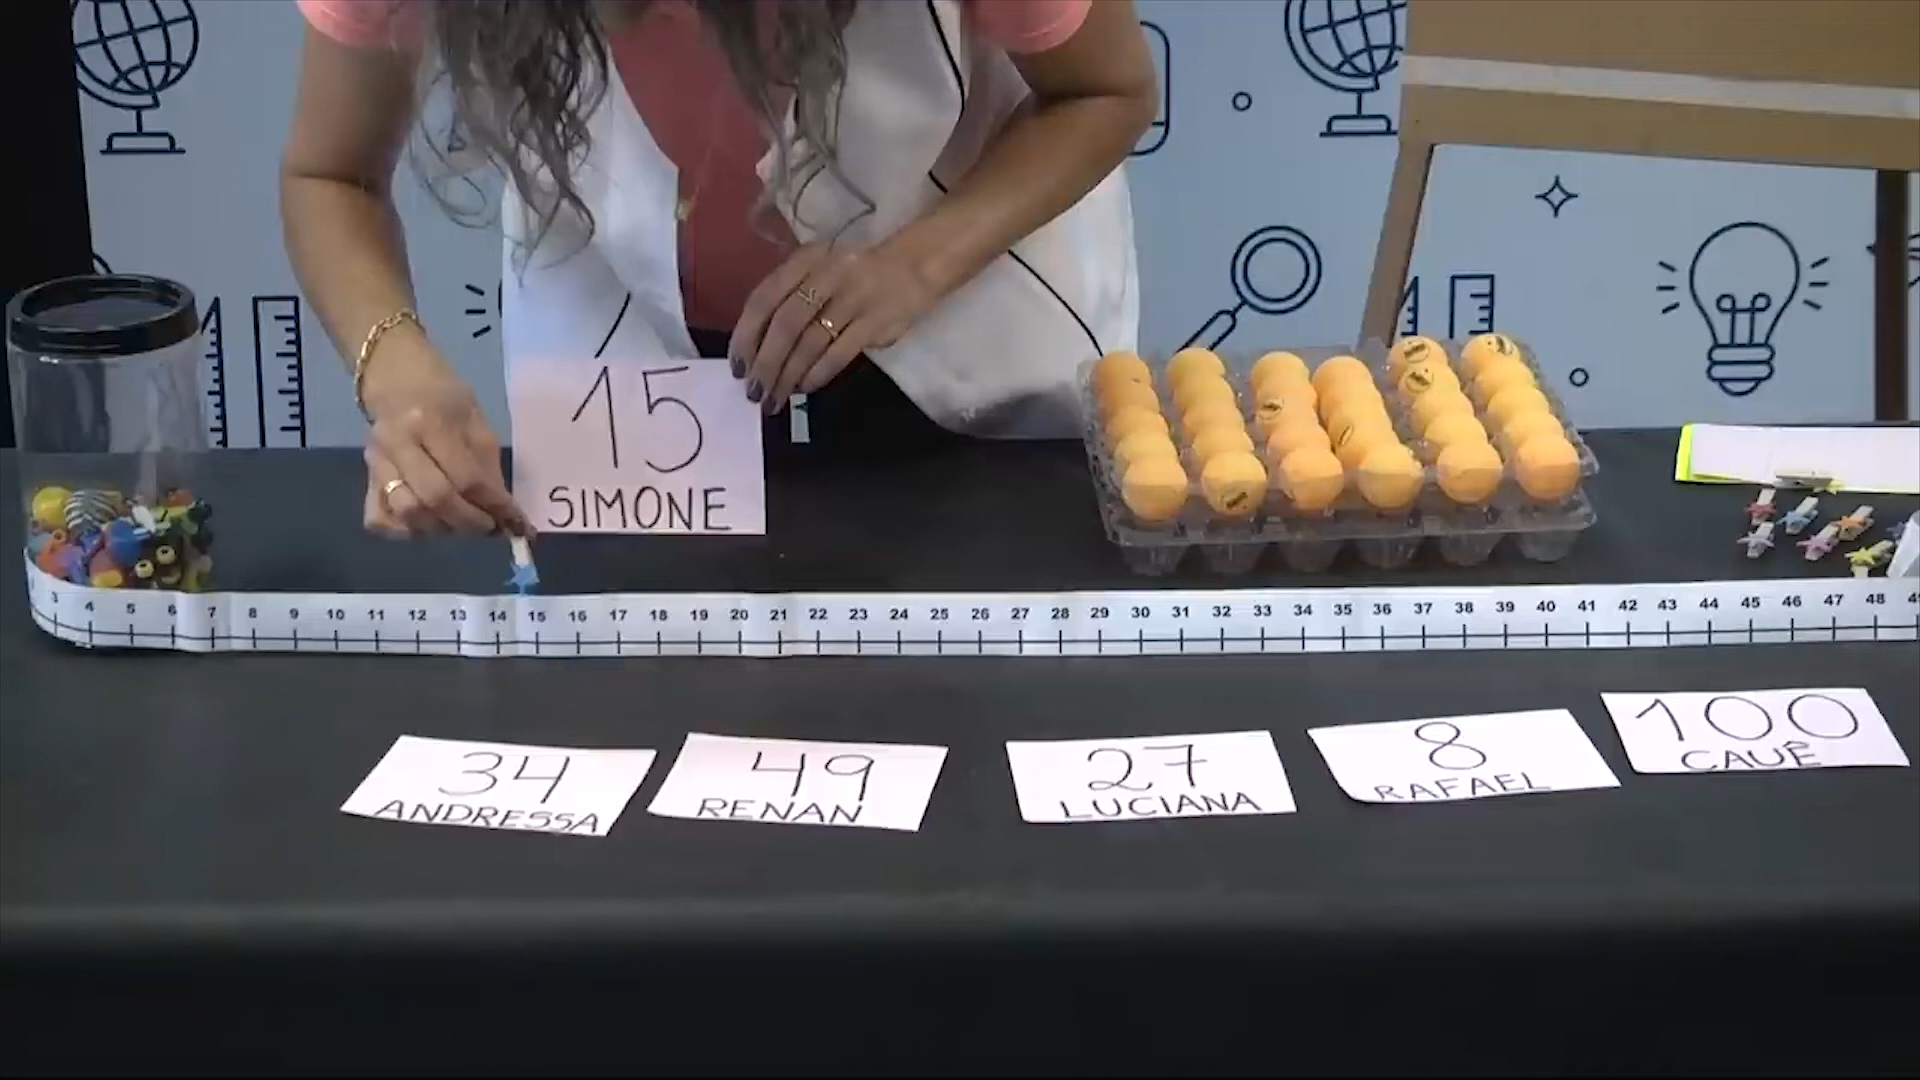 15
SIMONE
3 4 5 6 7 8 9 10 11 12 13 14 15 16 17 18 19 20 21 22 23 24 25 26 27 28 29 30 31 32 33 34 35 36 37 38 39 40 41 42 43 44 45 46 47 48
34
ANDRESSA
49
RENAN
27
LUCIANA
8
RAFAEL
100
CAUÊ